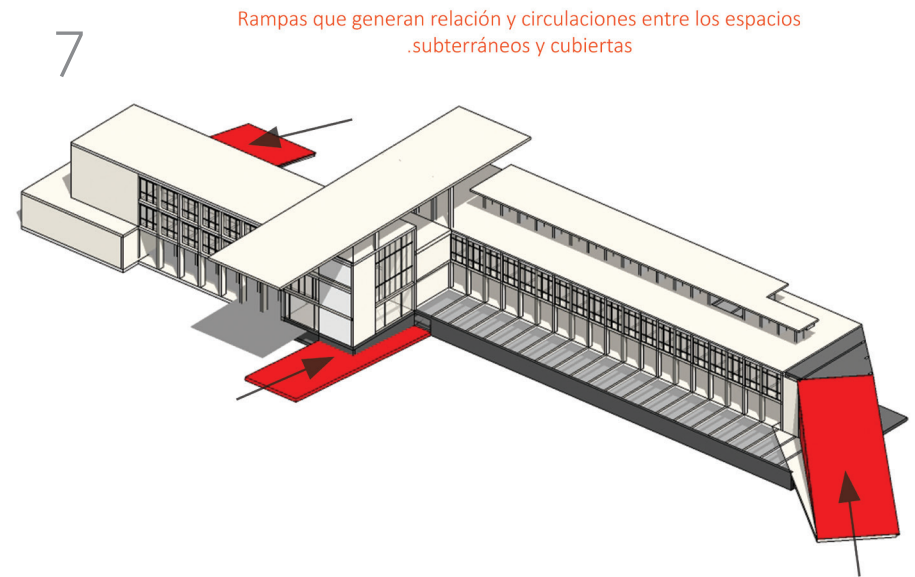 7
Rampas que generan relación y circulaciones entre los espacios
.subterráneos y cubiertas